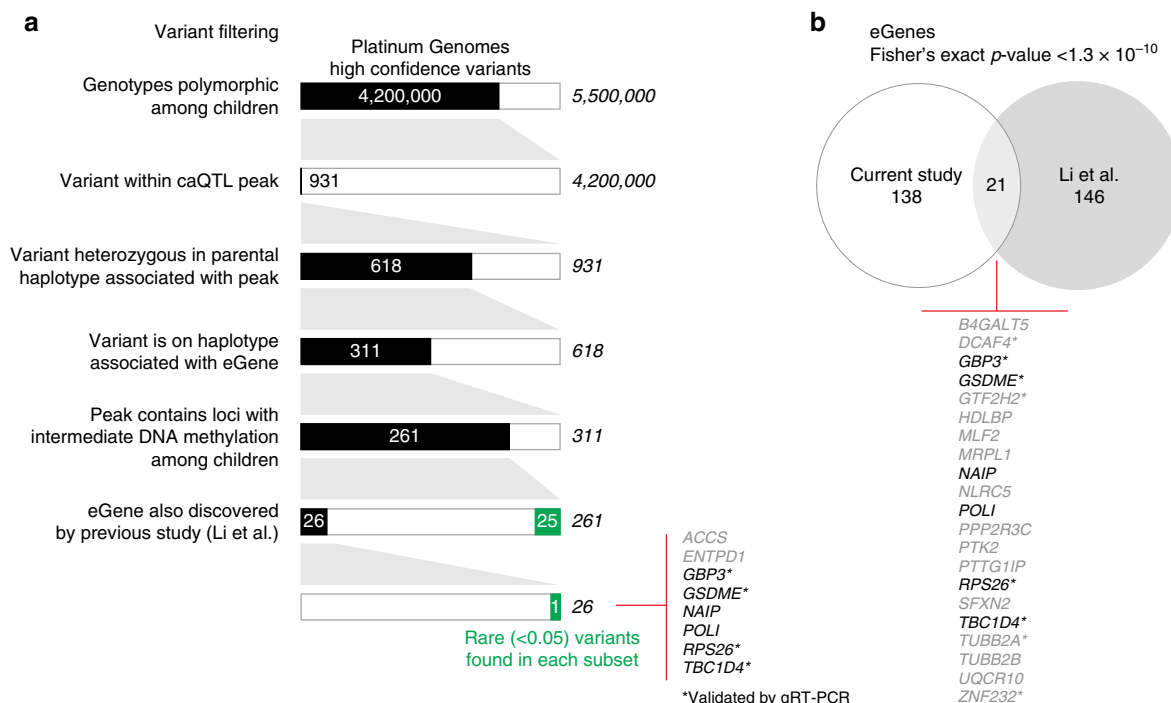 a
Variant filtering
Platinum Genomes
high confidence variants
Genotypes polymorphic
among children
4,200,000
5,500,000
Variant within caQTL peak
931
4,200,000
Variant heterozygous in parental
haplotype associated with peak
618
931
Variant is on haplotype
associated with eGene
311
618
Peak contains loci with
intermediate DNA methylation
among children
261
311
eGene also discovered
by previous study (Li et al.)
26
25
261
1
26
Rare (<0.05) variants
found in each subset
ACCS
ENTPD1
GBP3*
GSDME*
NAIP
POLI
RPS26*
TBC1D4*
*Validated by qRT-PCR
b
eGenes
Fisher's exact p-value <1.3 × 10⁻¹⁰
Current study
138
21
Li et al.
146
B4GALT5
DCAF4*
GBP3*
GSDME*
GTF2H2*
HDLBP
MLF2
MRPL1
NAIP
NLRC5
POLI
PPP2R3C
PTK2
PTTG1IP
RPS26*
SFXN2
TBC1D4*
TUBB2A*
TUBB2B
UQCR10
ZNF232*